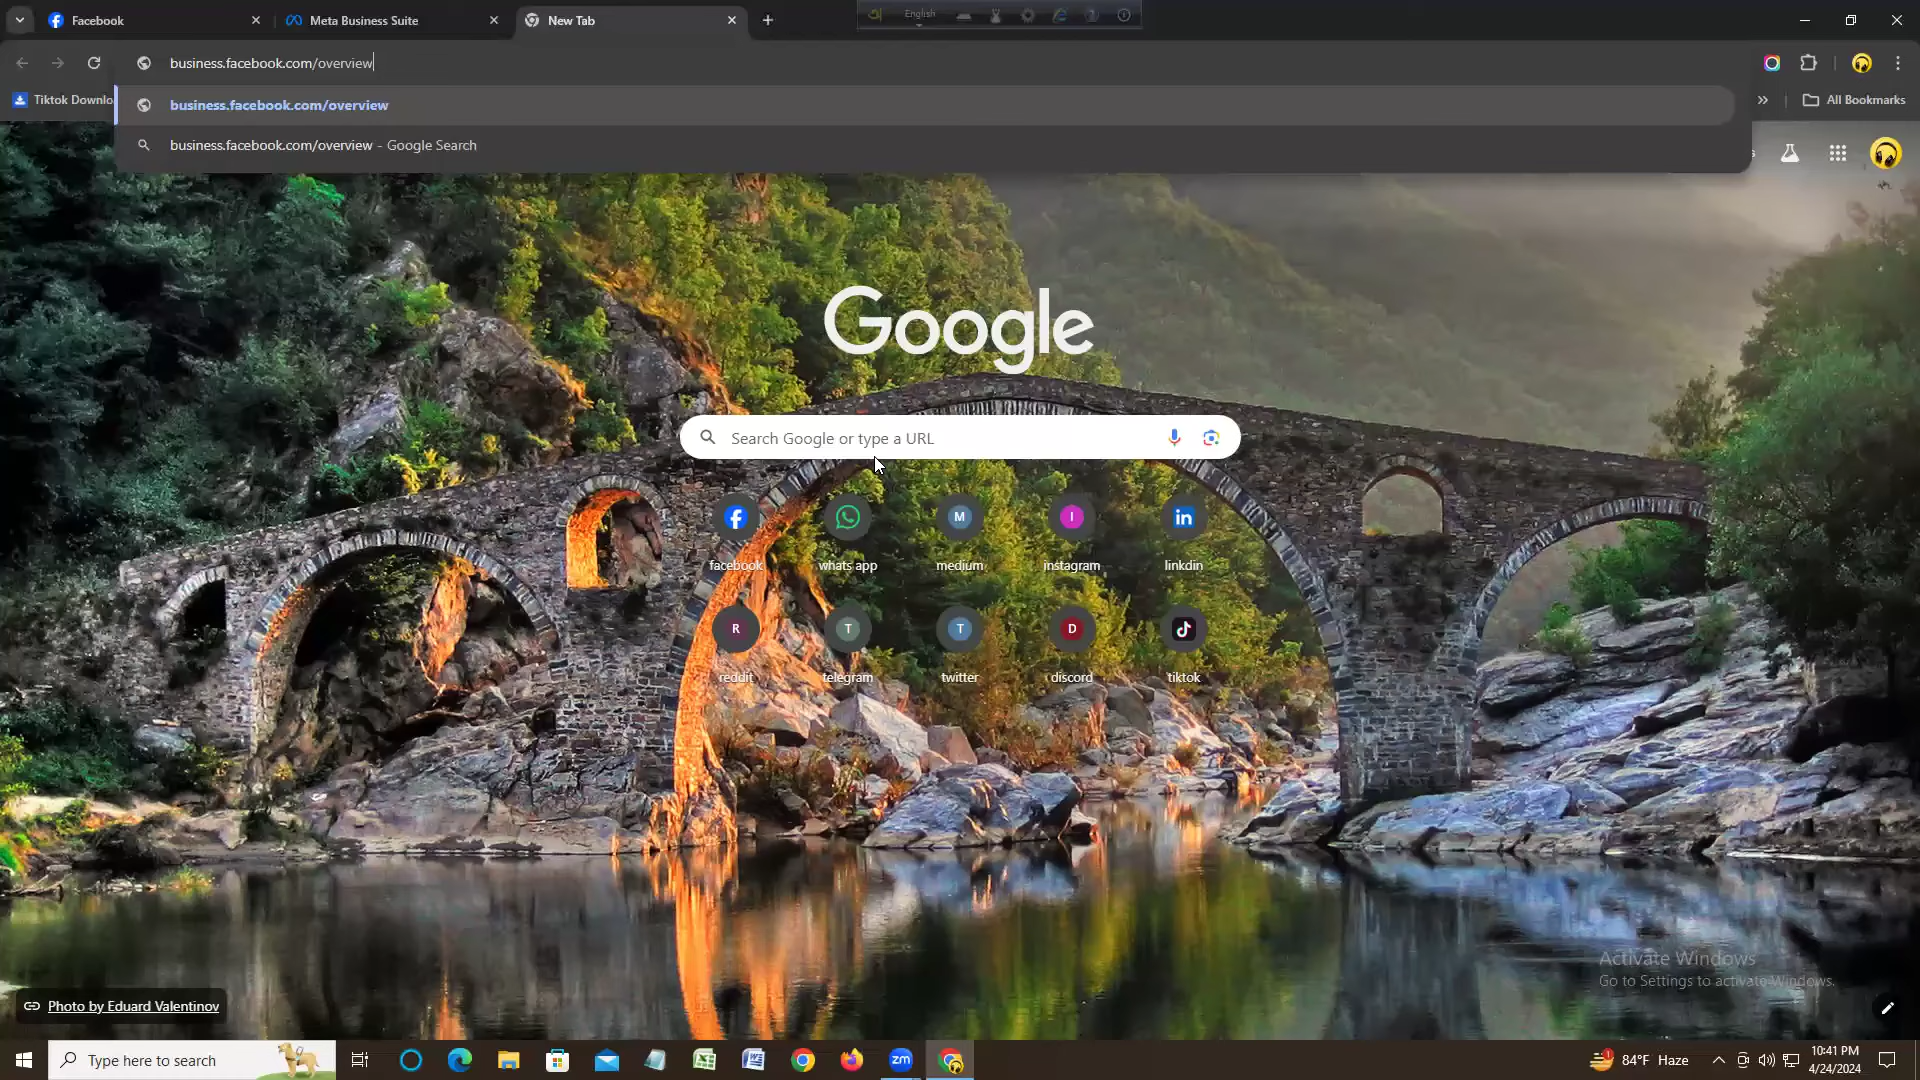 Facebook
Meta Business Suite
New Tab
English
business.facebook.com/overview
Tiktok Downlo
business.facebook.com/overview
All Bookmarks
business.facebook.com/overview - Google Search
Google
Search Google or type a URL
M
I
in
facebook
whats app
medium
instagram
linkdin
R
T
T
D
reddit
telegram
twitter
discord
tiktok
Activate Windows
Go to Settings to activate Windows.
Photo by Eduard Valentinov
Type here to search
zm
1
84°F Haze
10:41 PM
4/24/2024